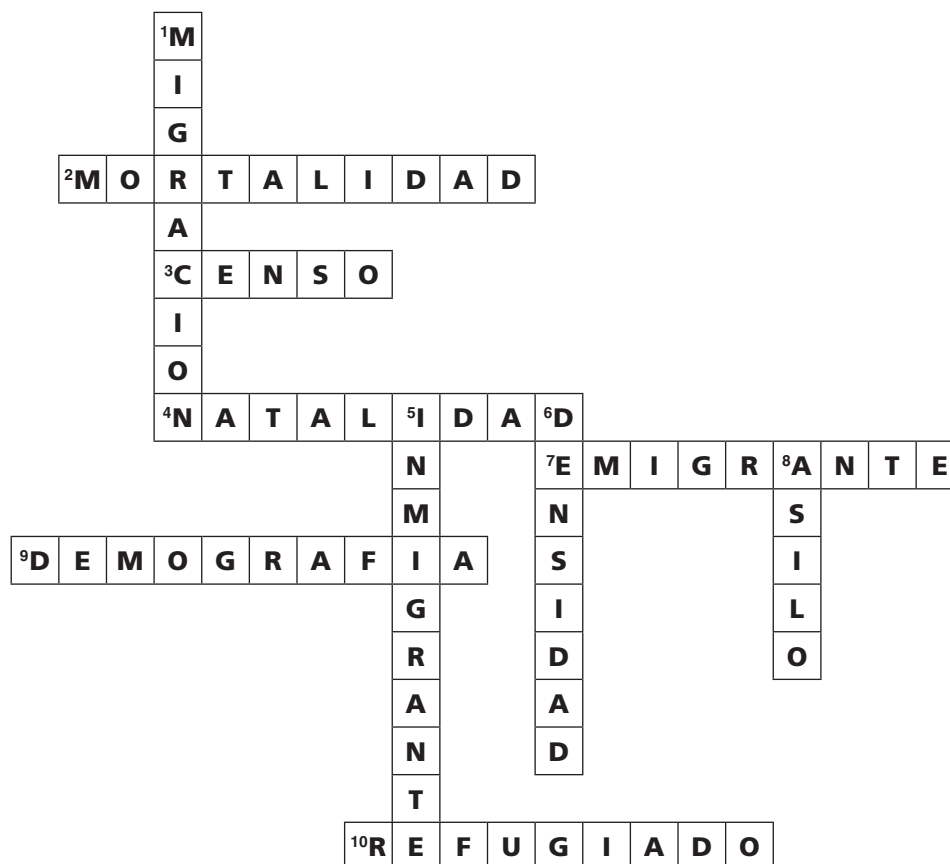 1M
I
G
2MORTALIDAD
A
3CENSO
I
O
4NATAL5IDA6D
N 7EMIGR8ANTE
M N S
9DEMOGRAFIA S I
G I L
R D O
A A
N D
T
10REFUGIADO